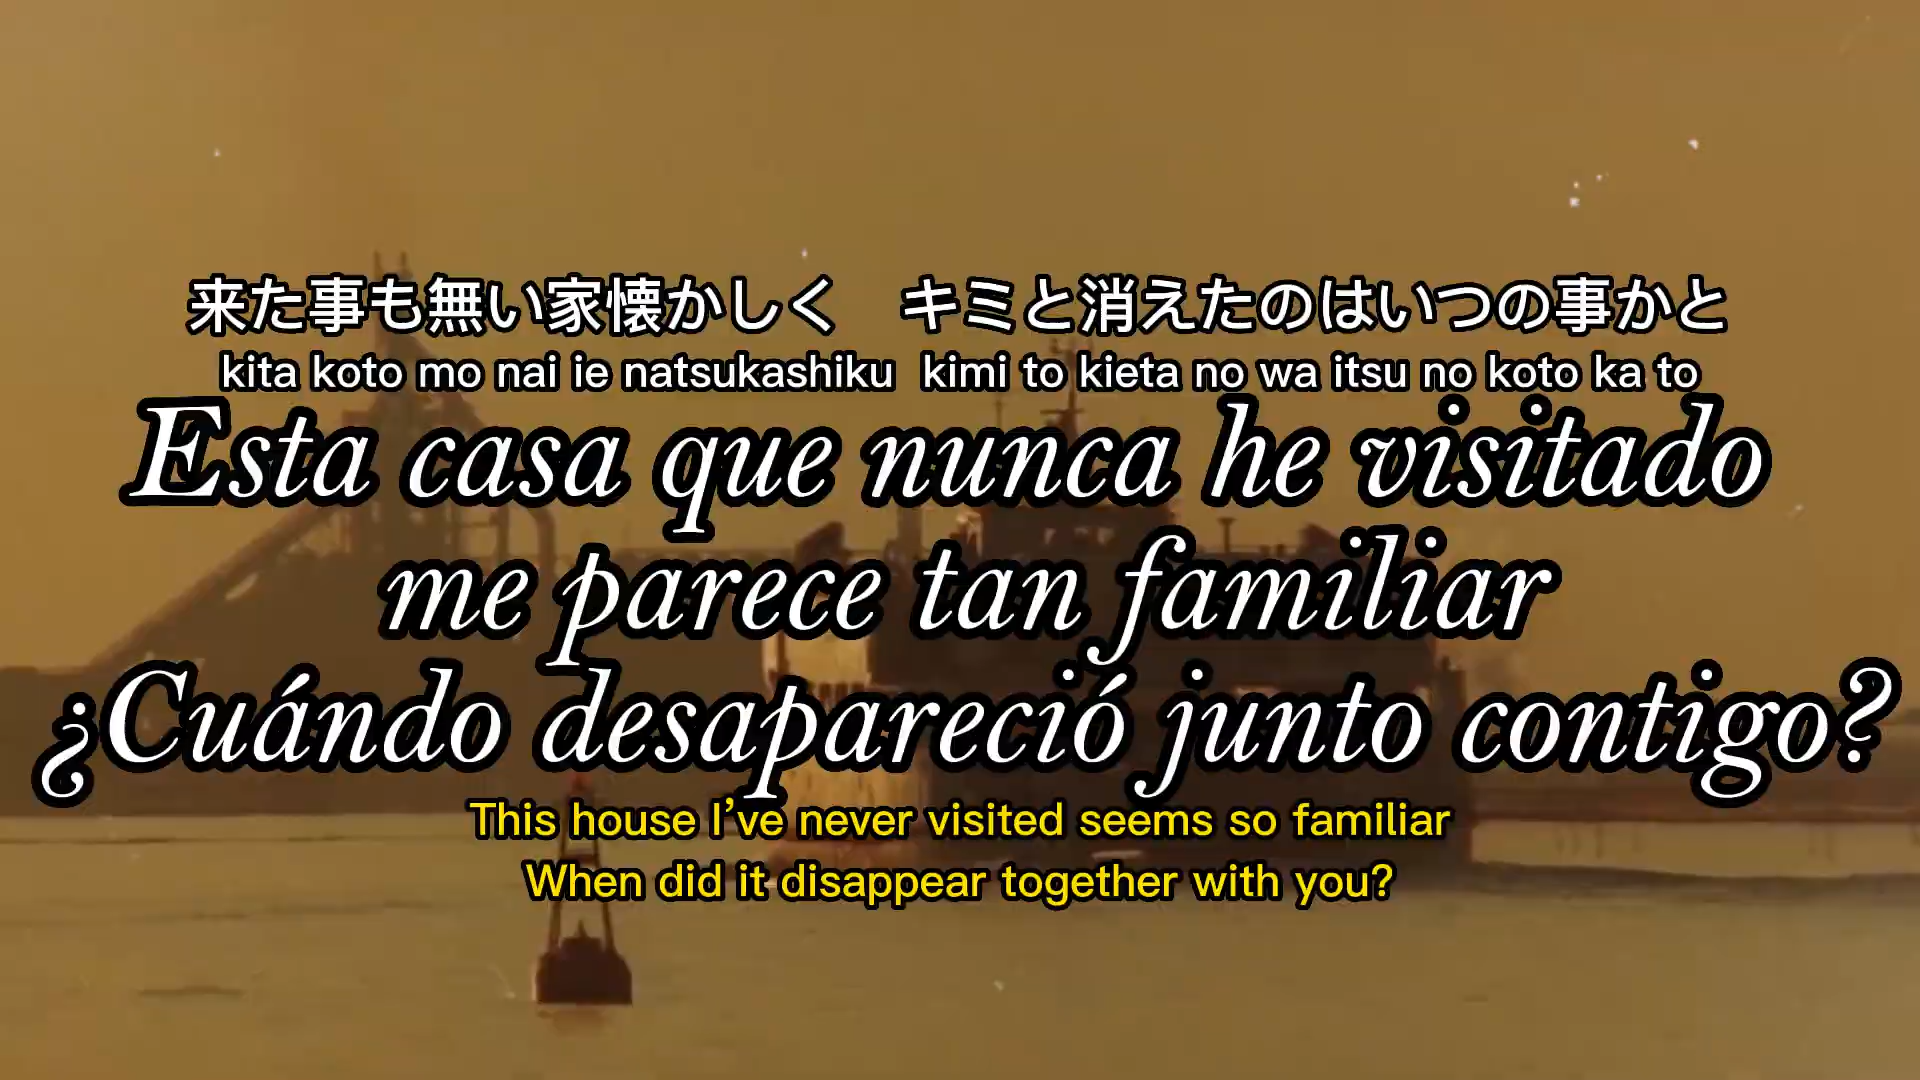 来た事も無い家懐かしく　キミと消えたのはいつの事かと
kita koto mo nai ie natsukashiku  kimi to kieta no wa itsu no koto ka to
Esta casa que nunca he visitado
me parece tan familiar
¿Cuándo desapareció junto contigo?
This house I’ve never visited seems so familiar
When did it disappear together with you?